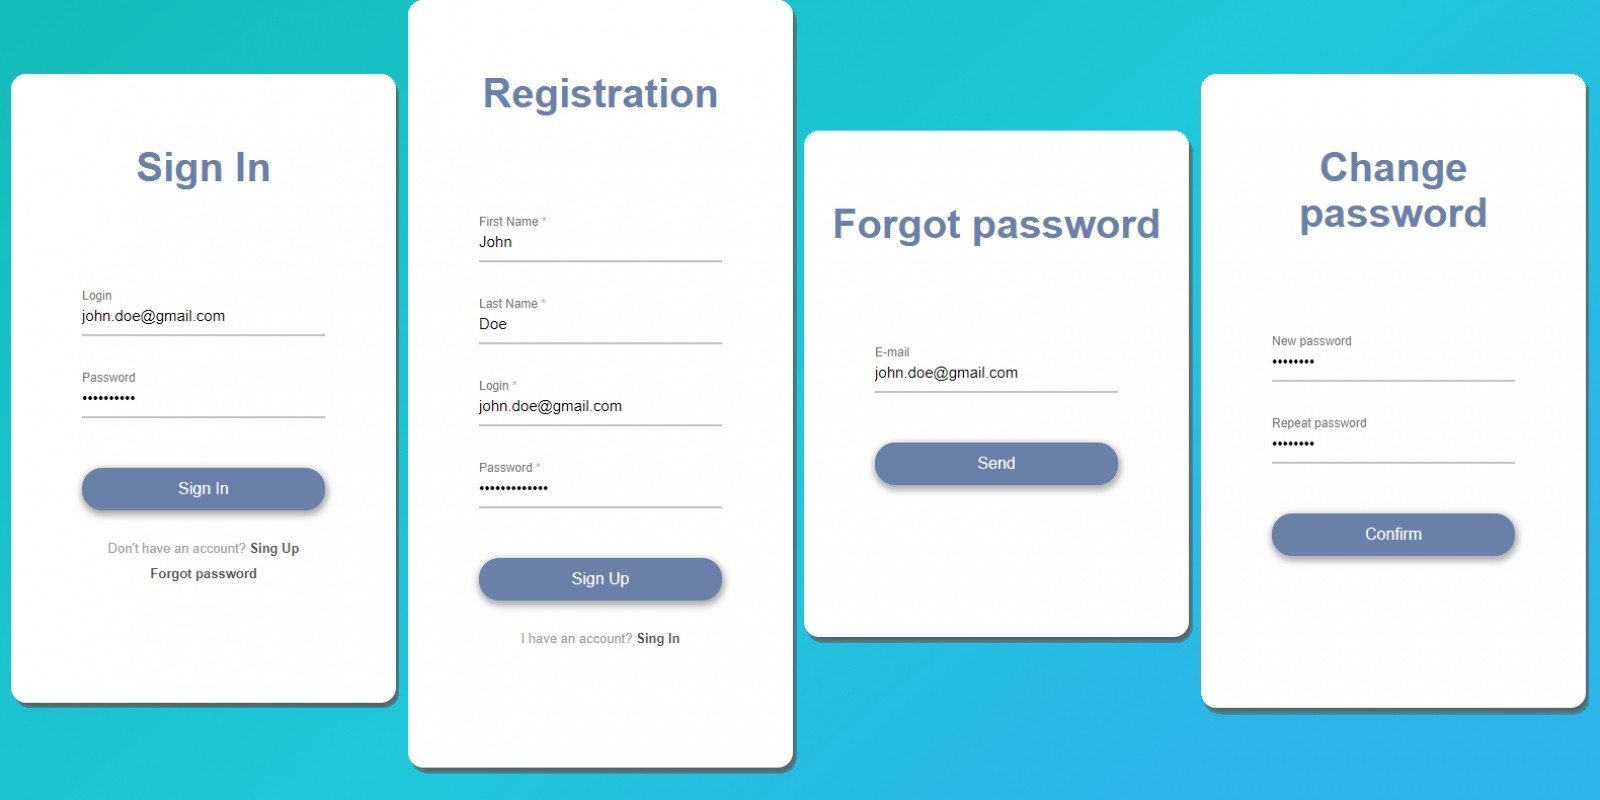 Sign In
Login
john.doe@gmail.com
Password
••••••••••
Sign In
Don't have an account? Sing Up
Forgot password
Registration
First Name *
John
Last Name *
Doe
Login *
john.doe@gmail.com
Password *
•••••••••••••
Sign Up
I have an account? Sing In
Forgot password
E-mail
john.doe@gmail.com
Send
Change
password
New password
••••••••
Repeat password
••••••••
Confirm